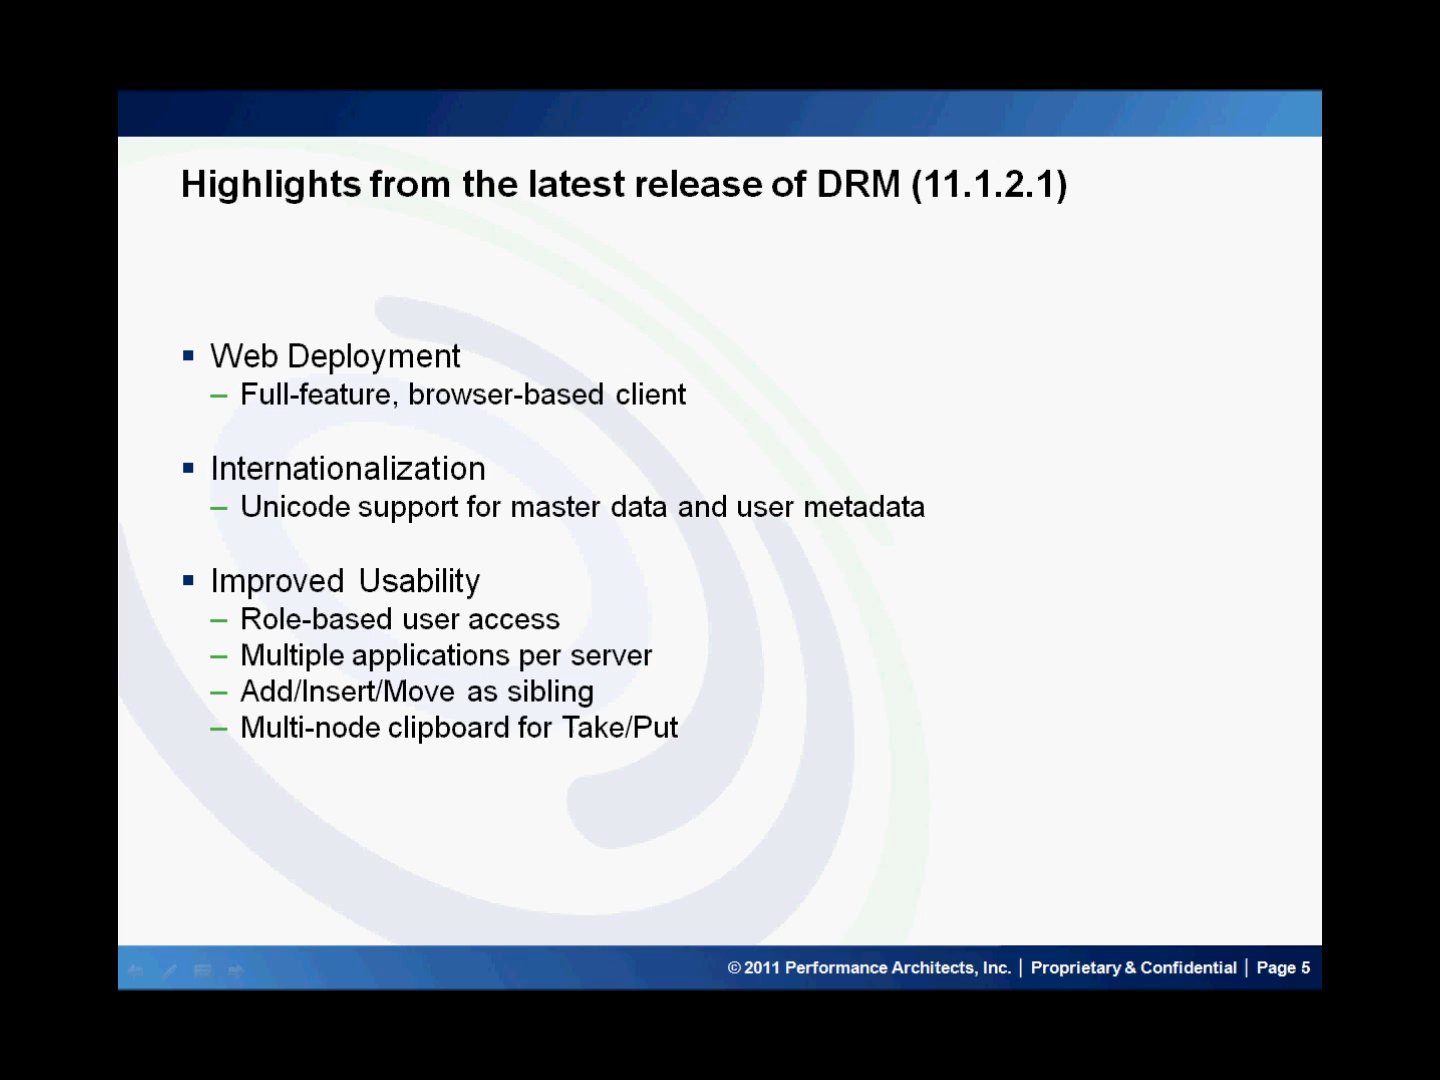 Highlights from the latest release of DRM (11.1.2.1)
▪ Web Deployment
– Full-feature, browser-based client
▪ Internationalization
– Unicode support for master data and user metadata
▪ Improved Usability
– Role-based user access
– Multiple applications per server
– Add/Insert/Move as sibling
– Multi-node clipboard for Take/Put
© 2011 Performance Architects, Inc. | Proprietary & Confidential | Page 5